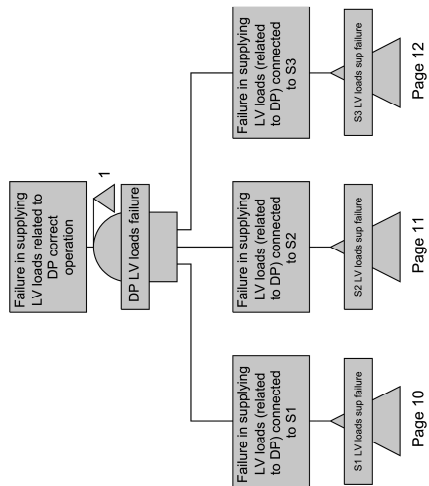 Failure in supplying
LV loads related to
DP correct
operation
1
DP LV loads failure
Failure in supplying
LV loads (related
to DP) connected
to S1
S1 LV loads sup failure
Page 10
Failure in supplying
LV loads (related
to DP) connected
to S2
S2 LV loads sup failure
Page 11
Failure in supplying
LV loads (related
to DP) connected
to S3
S3 LV loads sup failure
Page 12